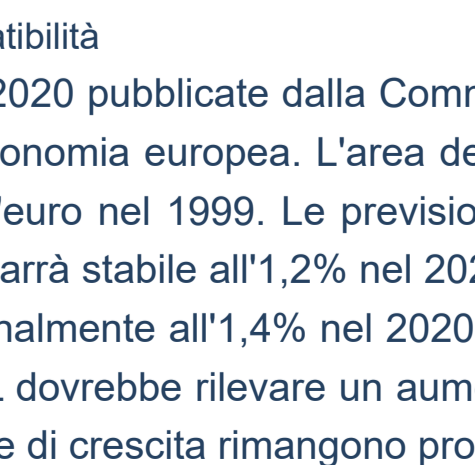 atibilità
2020 pubblicate dalla Comm
onomia europea. L'area de
'euro nel 1999. Le previsio
arrà stabile all'1,2% nel 202
nalmente all'1,4% nel 2020
. dovrebbe rilevare un aum
e di crescita rimangono pro